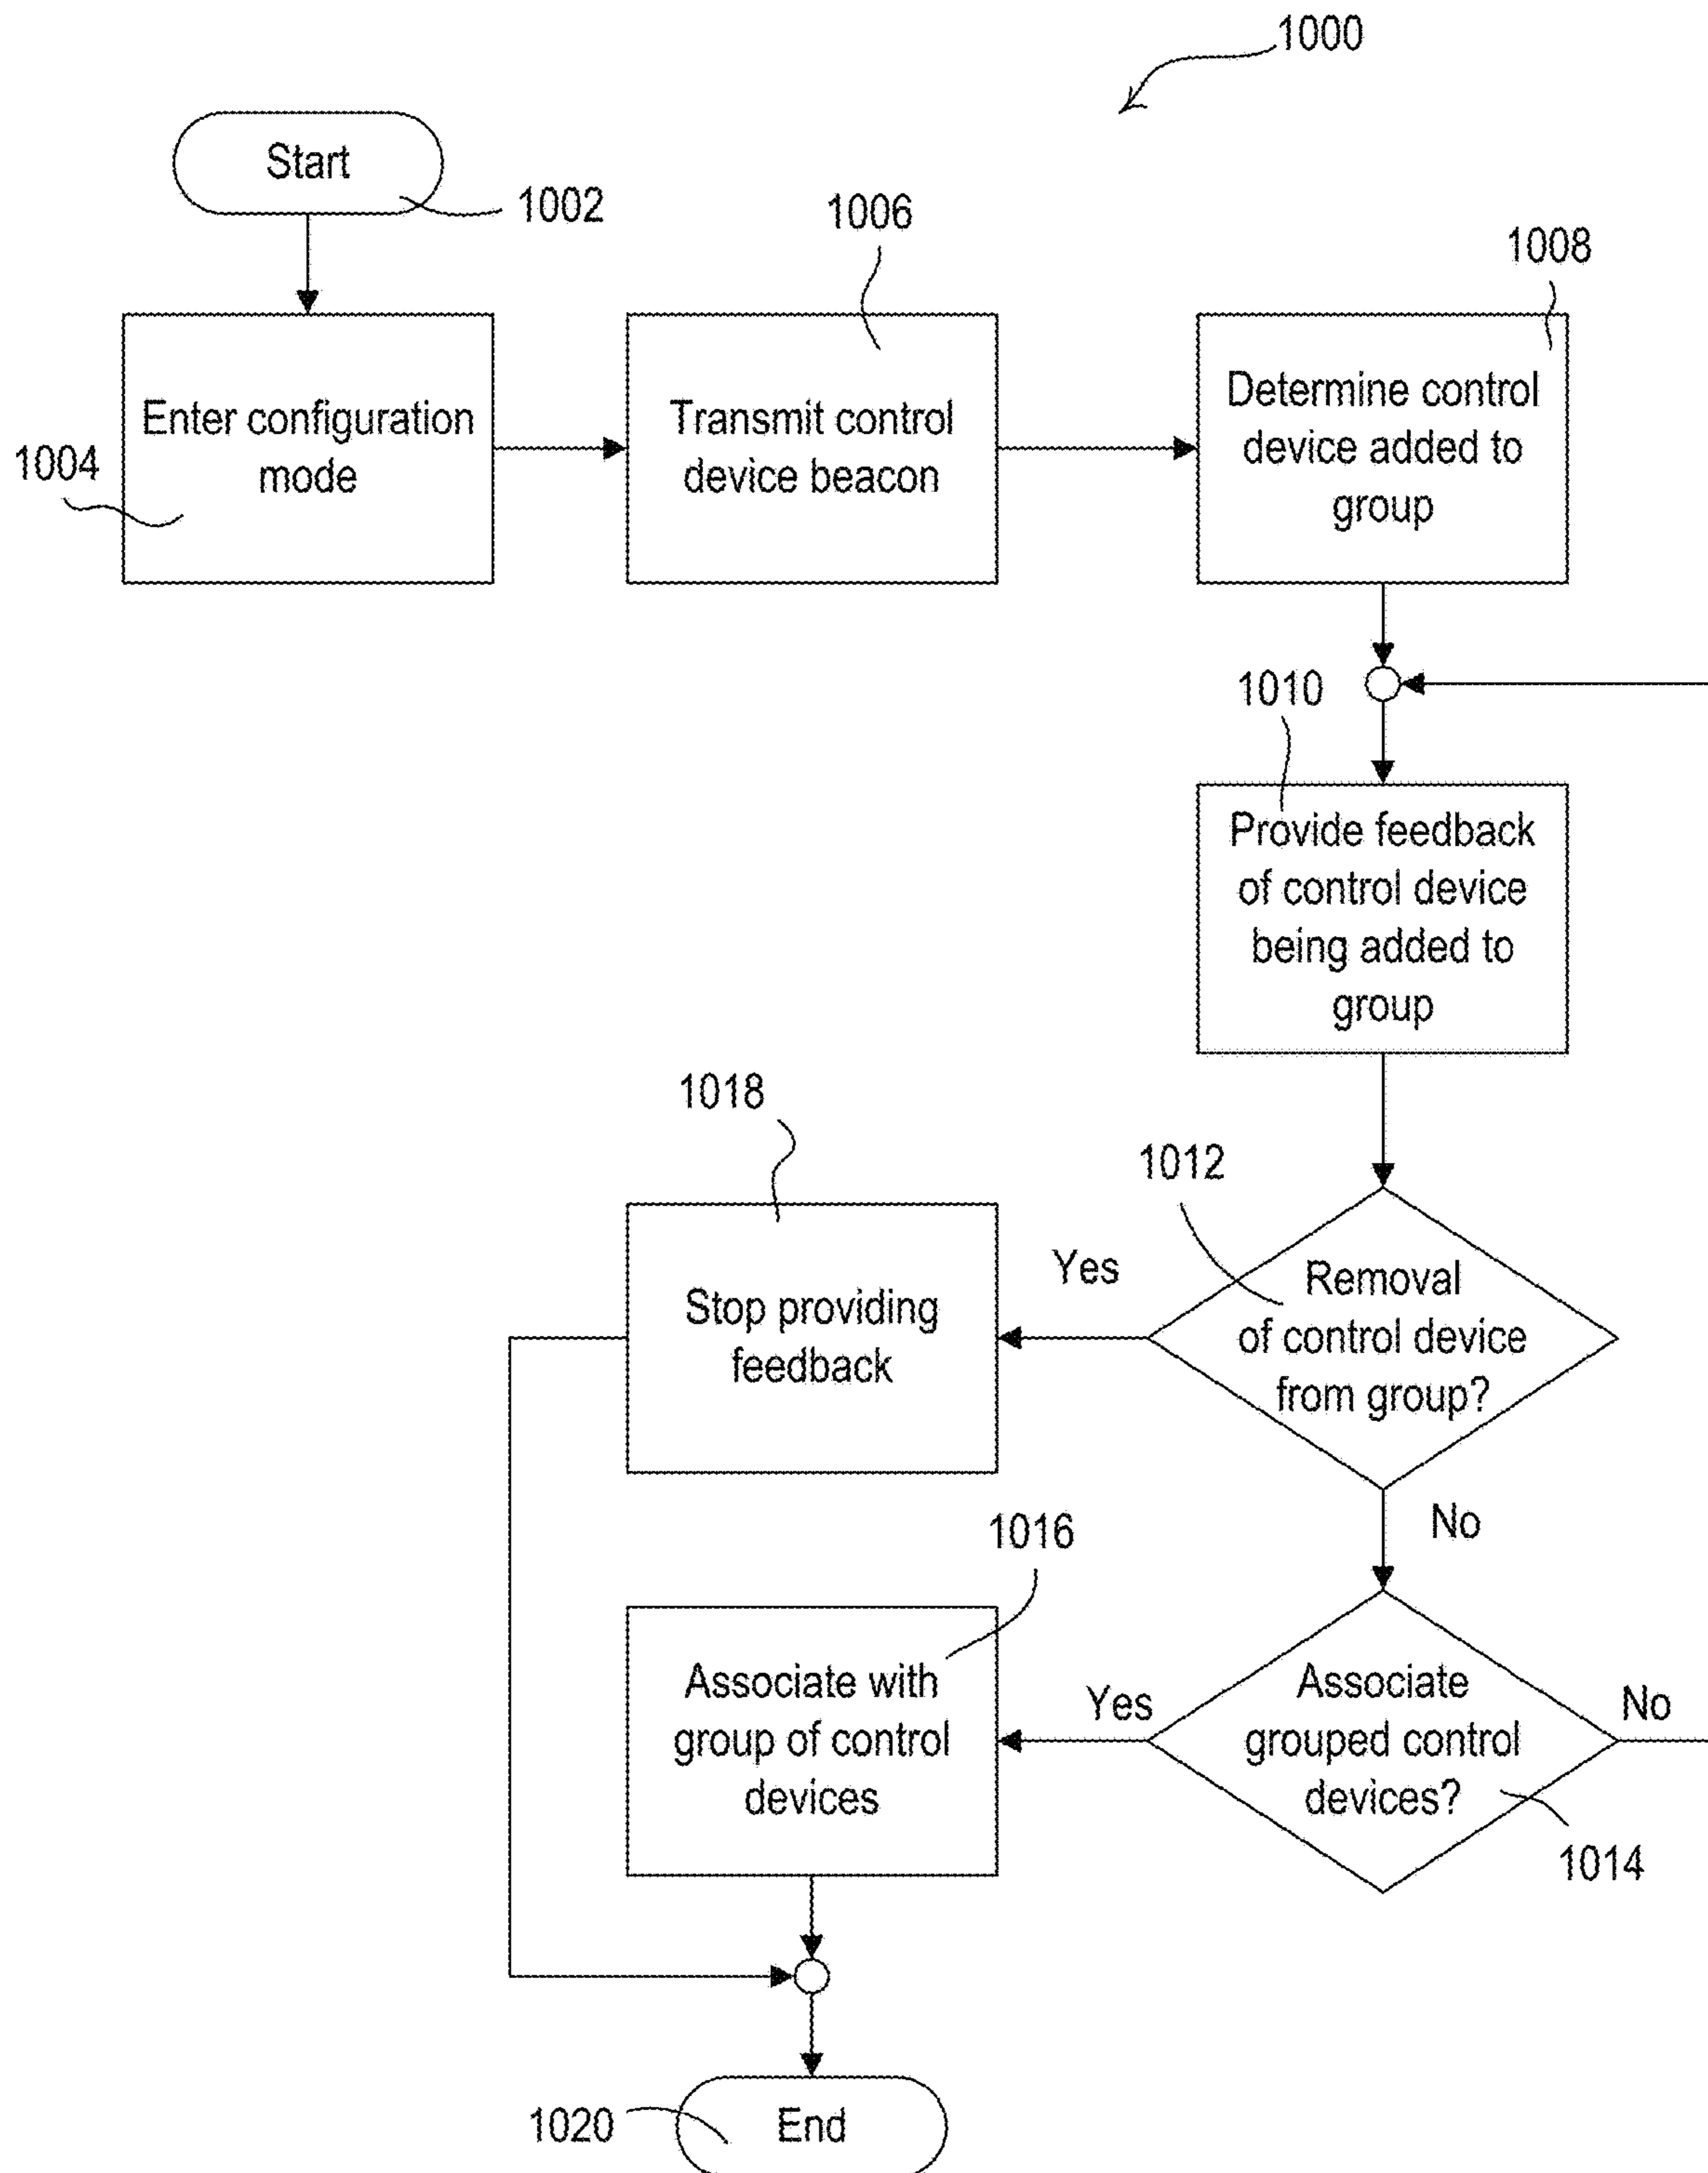 1000
Start
1002
1006
1008
Enter configuration
mode
1004
Transmit control
device beacon
Determine control
device added to
group
1010
Provide feedback
of control device
being added to
group
1018
1012
Stop providing
feedback
Yes
Removal
of control device
from group?
No
1016
Associate with
group of control
devices
Yes
Associate
grouped control
devices?
No
1014
1020
End